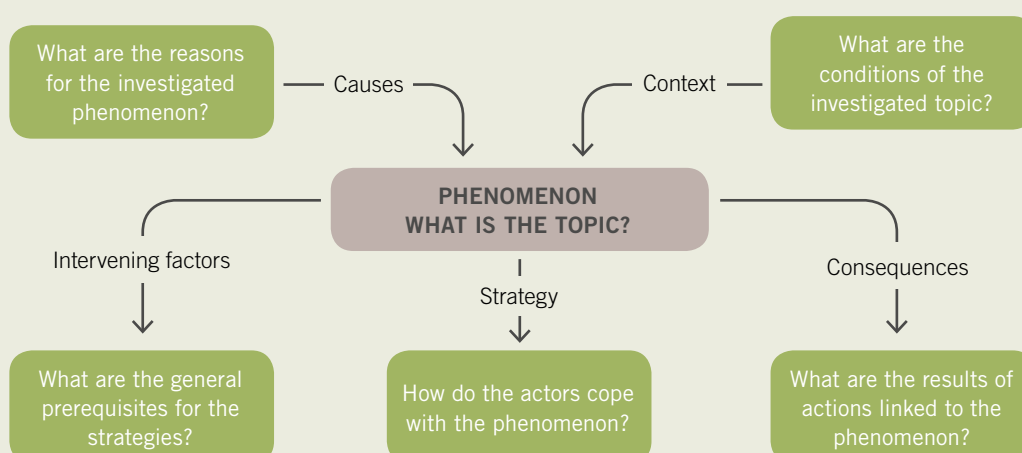 What are the reasons
for the investigated
phenomenon?
Causes
Context
What are the
conditions of the
investigated topic?
PHENOMENON
WHAT IS THE TOPIC?
Intervening factors
Strategy
Consequences
What are the general
prerequisites for the
strategies?
How do the actors cope
with the phenomenon?
What are the results of
actions linked to the
phenomenon?